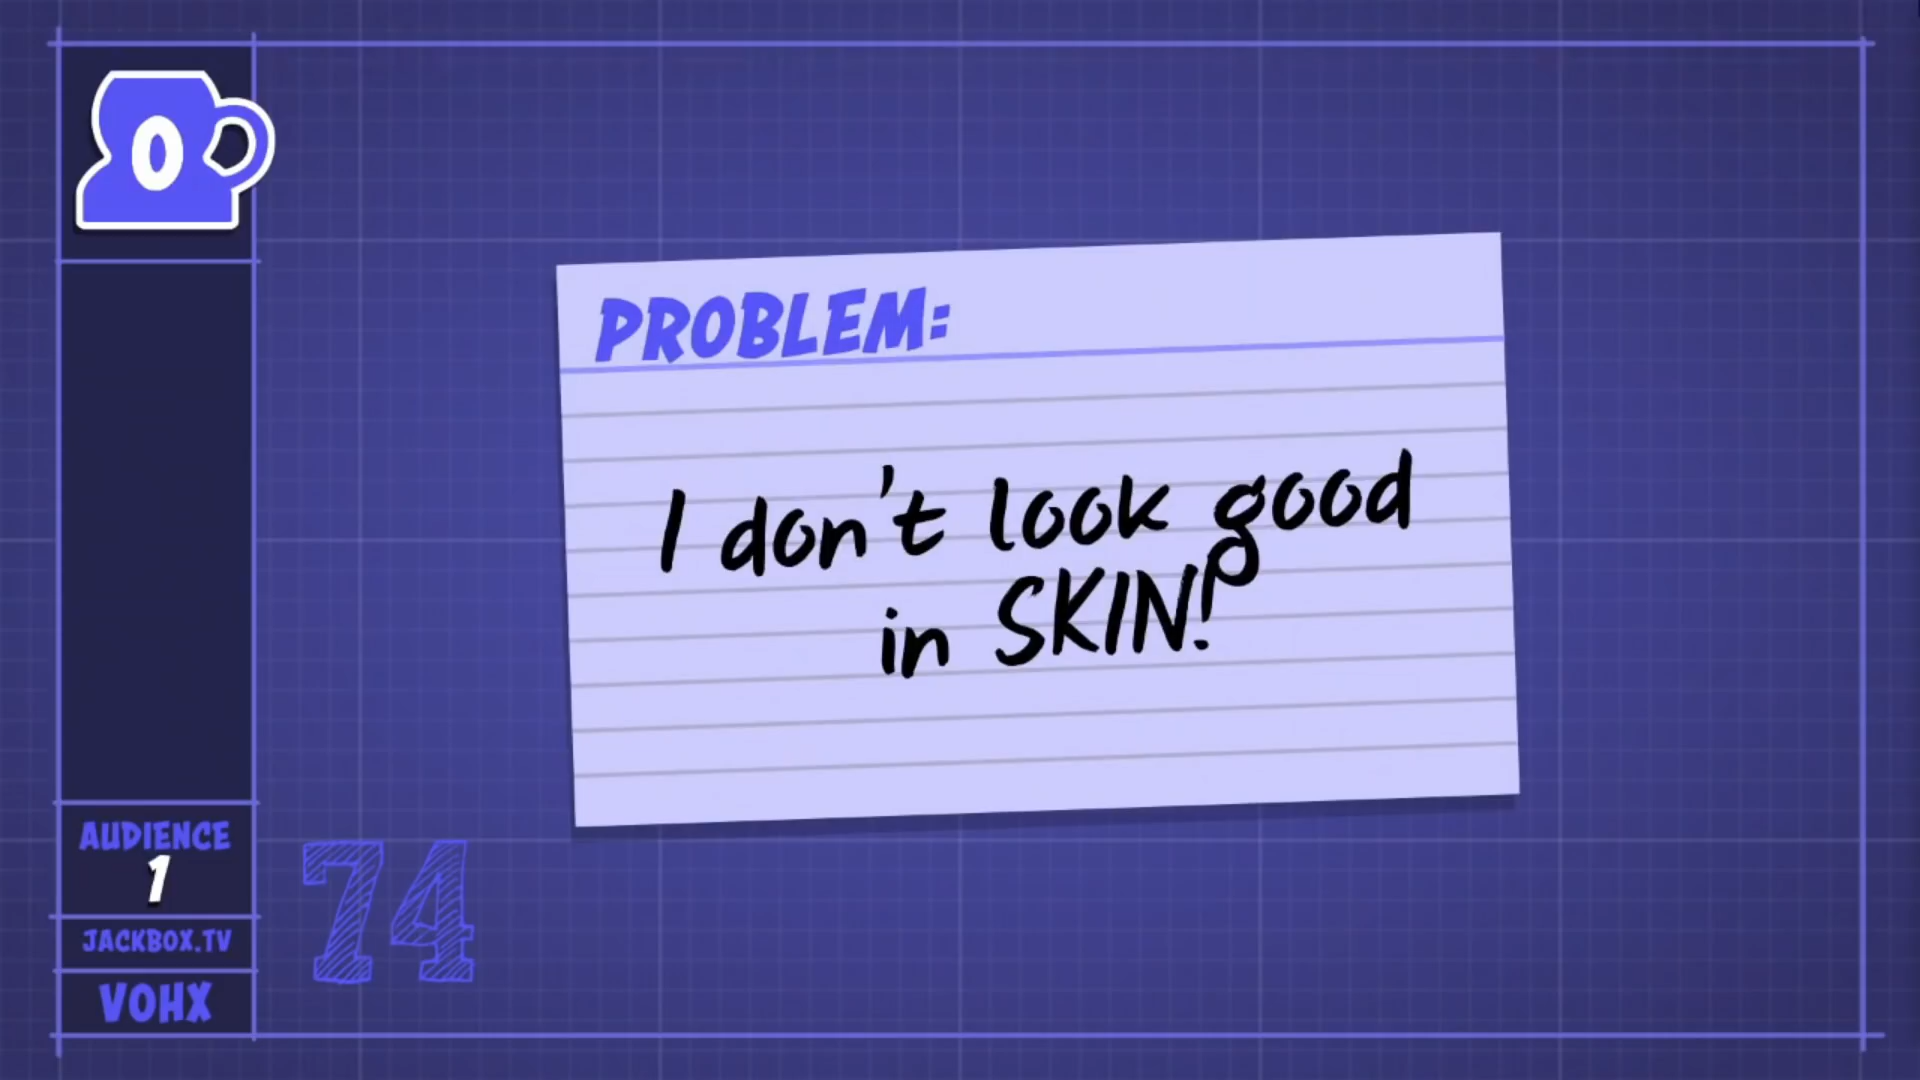 0
PROBLEM:
I don't look good
in SKIN!
AUDIENCE
1
74
JACKBOX.TV
VOHX